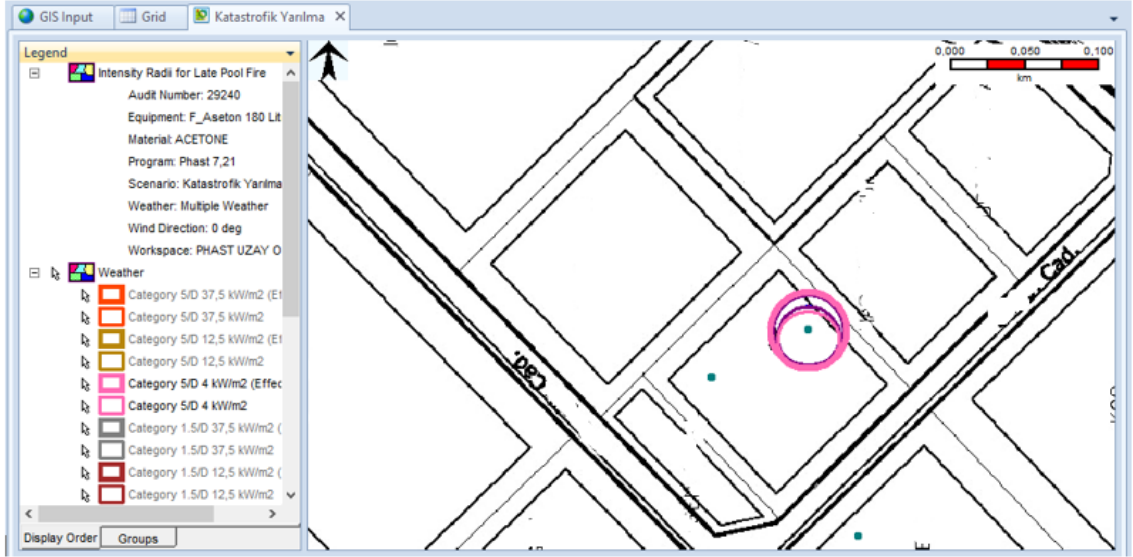 GIS Input
Grid
Katastrofik Yarılma
Legend
Intensity Radii for Late Pool Fire
Audit Number: 29240
Equipment: F_Aseton 180 Lit
Material: ACETONE
Program: Phast 7,21
Scenario: Katastrofik Yarılma
Weather: Multiple Weather
Wind Direction: 0 deg
Workspace: PHAST UZAY O
Weather
Category 5/D 37,5 kW/m2 (Ef
Category 5/D 37,5 kW/m2
Category 5/D 12,5 kW/m2 (Ef
Category 5/D 12,5 kW/m2
Category 5/D 4 kW/m2 (Effec
Category 5/D 4 kW/m2
Category 1.5/D 37,5 kW/m2 (
Category 1.5/D 37,5 kW/m2
Category 1.5/D 12,5 kW/m2 (
Category 1.5/D 12,5 kW/m2
Display Order
Groups
0,000 0,050 0,100
km
Cad.
Cad.